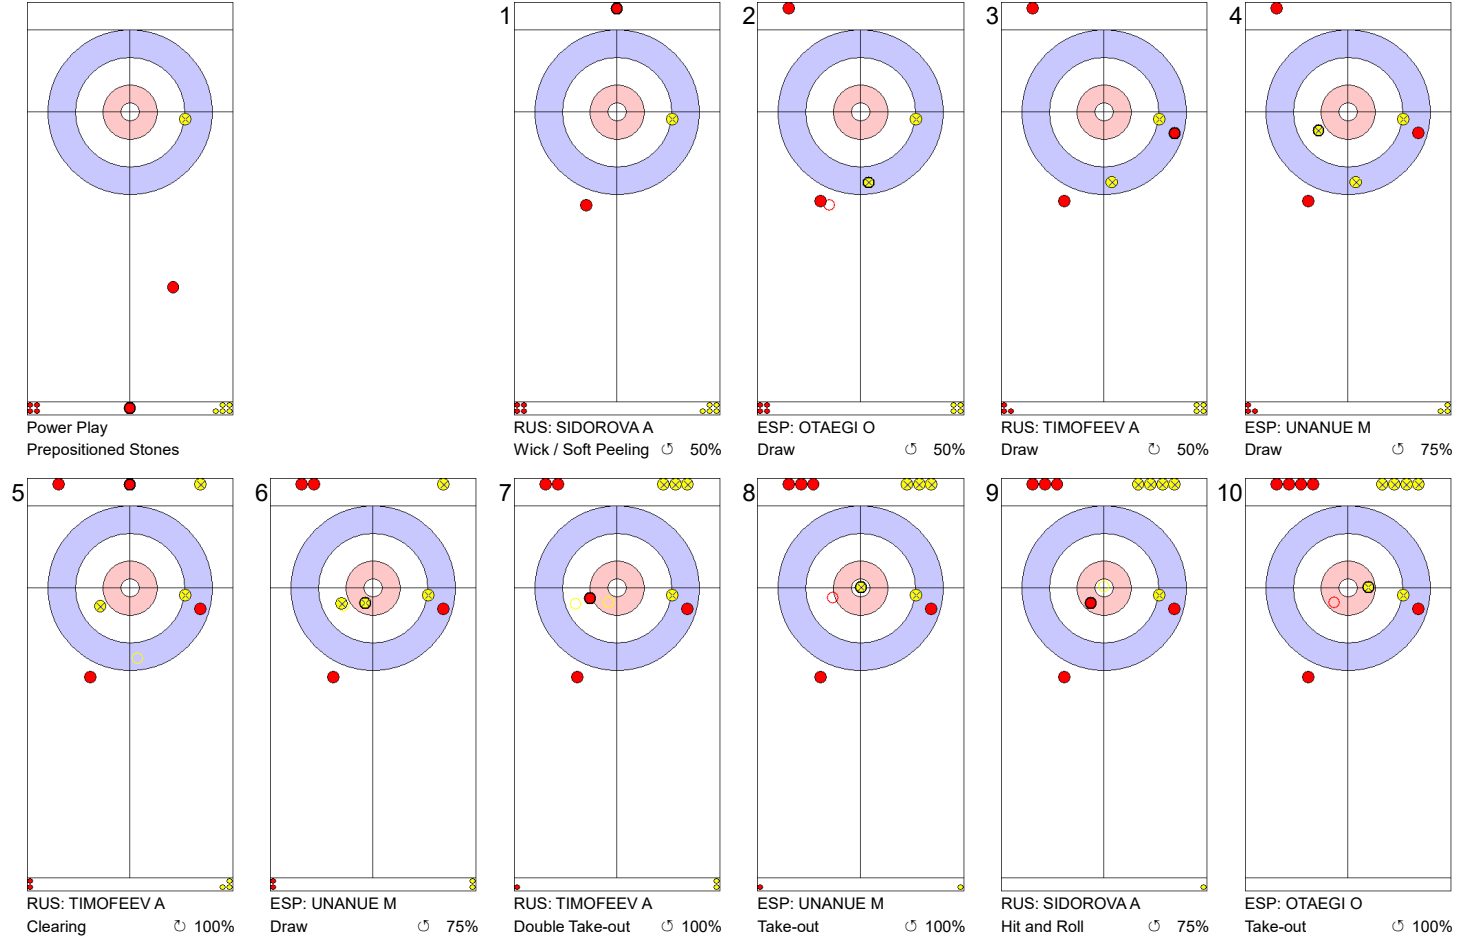 Power Play
Prepositioned Stones
1
RUS: SIDOROVA A
Wick / Soft Peeling 50%
2
ESP: OTAEGI O
Draw 50%
3
RUS: TIMOFEEV A
Draw 50%
4
ESP: UNANUE M
Draw 75%
5
RUS: TIMOFEEV A
Clearing 100%
6
ESP: UNANUE M
Draw 75%
7
RUS: TIMOFEEV A
Double Take-out 100%
8
ESP: UNANUE M
Take-out 100%
9
RUS: SIDOROVA A
Hit and Roll 75%
10
ESP: OTAEGI O
Take-out 100%